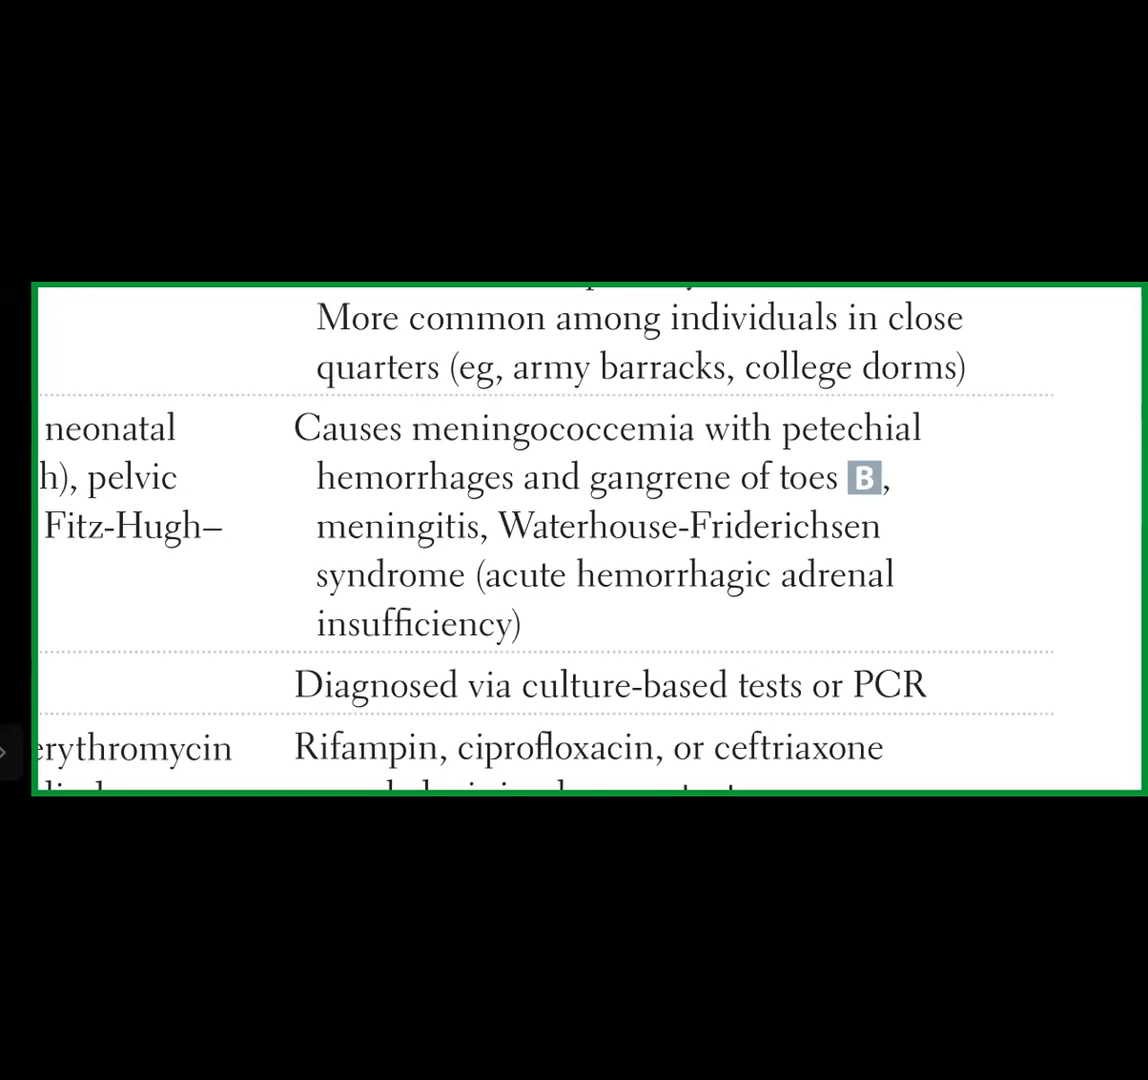 More common among individuals in close
quarters (eg, army barracks, college dorms)
neonatal
h), pelvic
Fitz-Hugh–
Causes meningococcemia with petechial
hemorrhages and gangrene of toes B,
meningitis, Waterhouse-Friderichsen
syndrome (acute hemorrhagic adrenal
insufficiency)
Diagnosed via culture-based tests or PCR
erythromycin
Rifampin, ciprofloxacin, or ceftriaxone